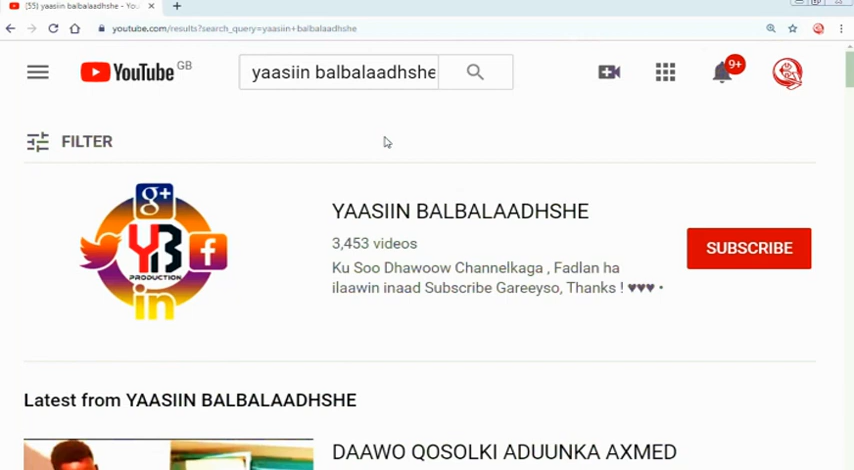 (55) yaasiin balbalaadhshe - You
youtube.com/results?search_query=yaasiin+balbalaadhshe
YouTube GB
yaasiin balbalaadhshe
9+
FILTER
g+
YB
f
PRODUCTION
in
YAASIIN BALBALAADHSHE
3,453 videos
Ku Soo Dhawoow Channelkaga , Fadlan ha
ilaawin inaad Subscribe Gareeyso, Thanks ! ♥♥♥ •
SUBSCRIBE
Latest from YAASIIN BALBALAADHSHE
DAAWO QOSOLKI ADUUNKA AXMED